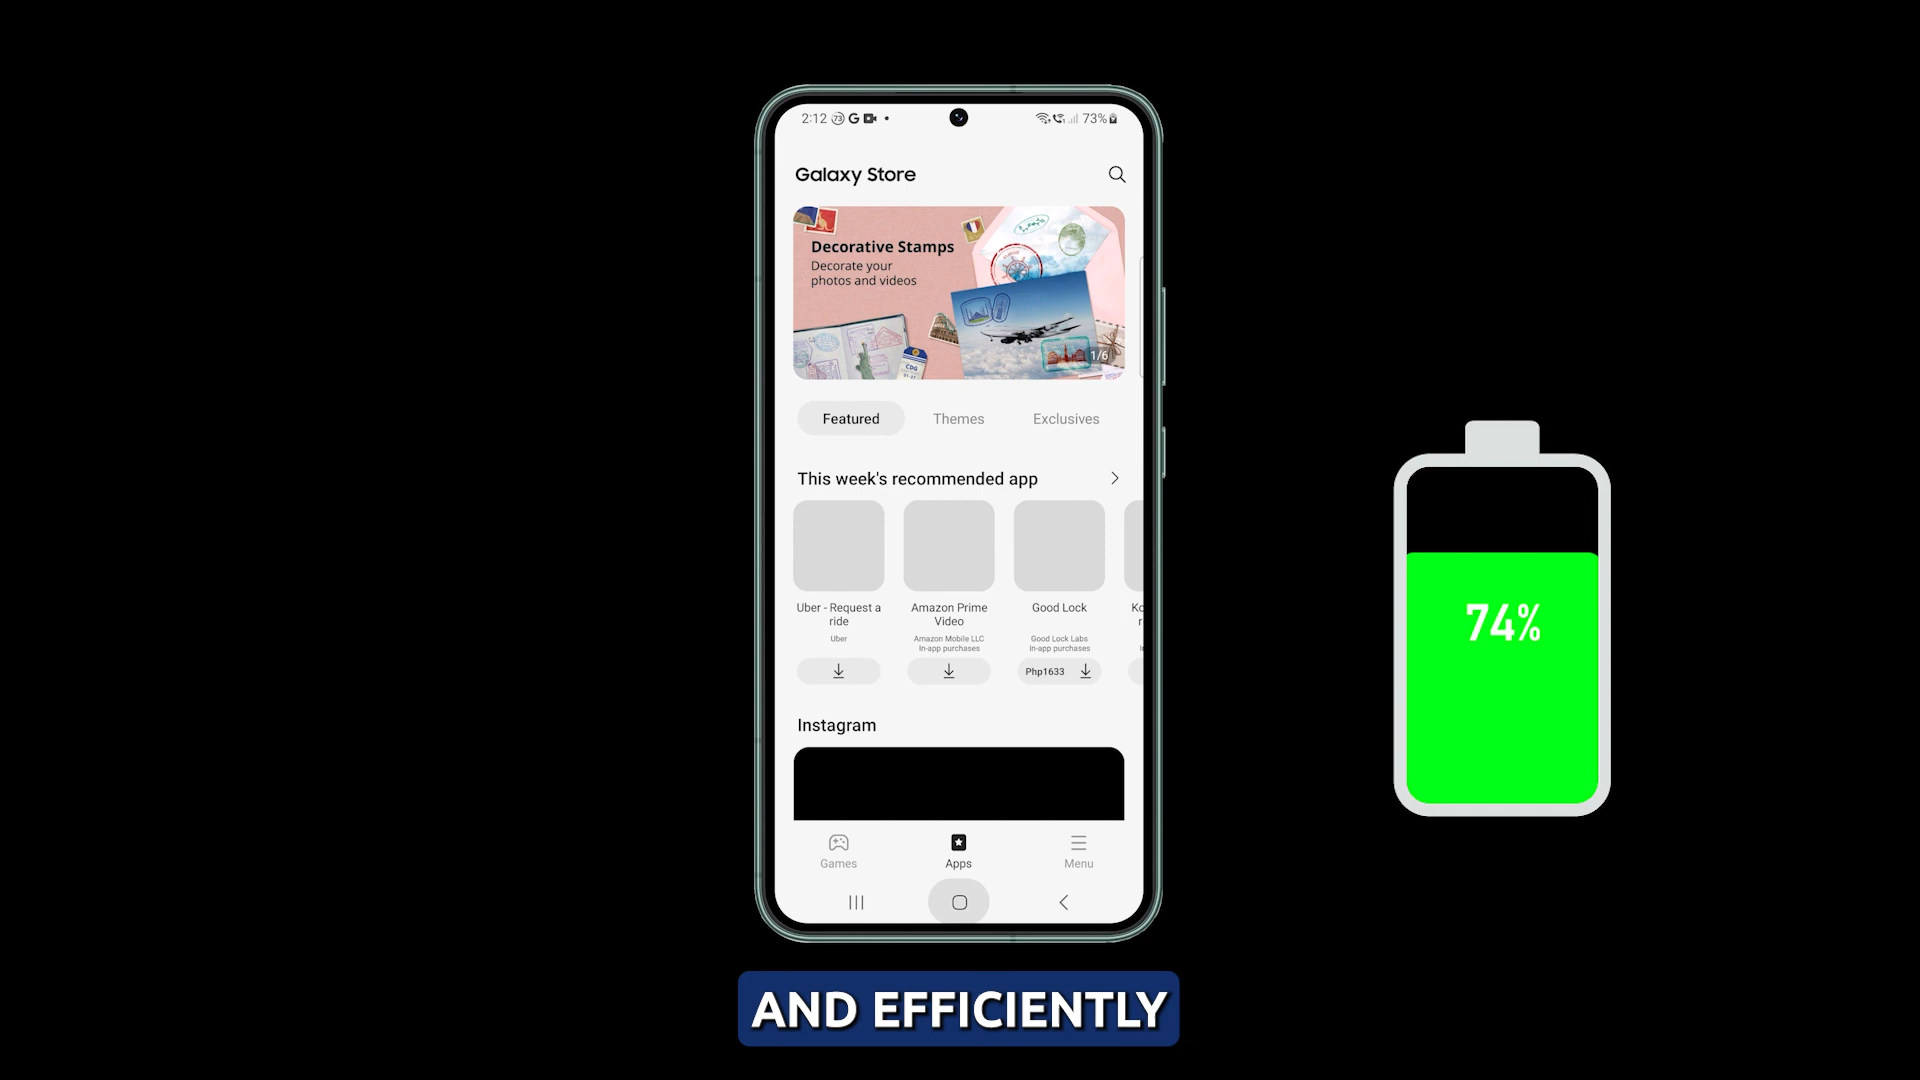 2:12 73 G 73%
Galaxy Store
Decorative Stamps
Decorate your
photos and videos
CDG
1/6
Featured Themes Exclusives
This week's recommended app
Uber - Request a
ride
Uber
Amazon Prime
Video
Amazon Mobile LLC
In-app purchases
Good Lock
Good Lock Labs
In-app purchases
Php1633
Instagram
Games Apps Menu
74%
AND EFFICIENTLY